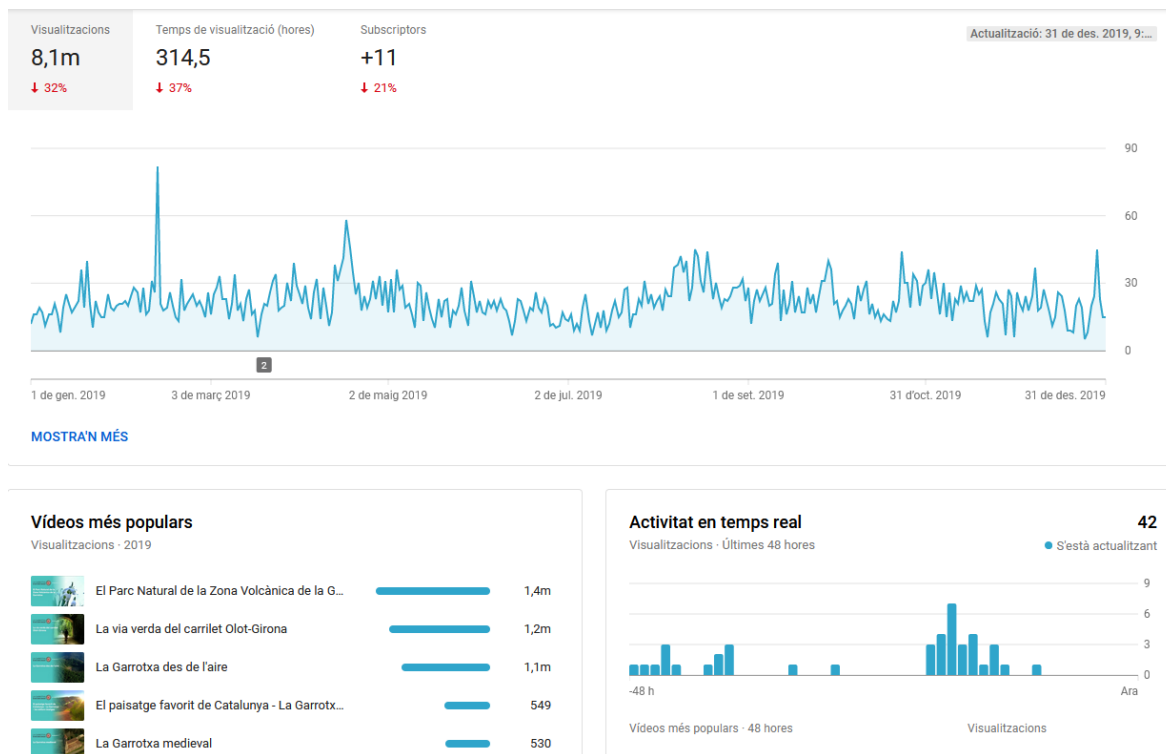 Visualitzacions
8,1m
32%
Temps de visualització (hores)
314,5
37%
Subscriptors
+11
21%
Actualització: 31 de des. 2019, 9:...
90
60
30
0
2
1 de gen. 2019
3 de març 2019
2 de maig 2019
2 de jul. 2019
1 de set. 2019
31 d'oct. 2019
31 de des. 2019
MOSTRA'N MÉS
Vídeos més populars
Visualitzacions · 2019
El Parc Natural de la Zona Volcànica de la G... 1,4m
La via verda del carrilet Olot-Girona 1,2m
La Garrotxa des de l'aire 1,1m
El paisatge favorit de Catalunya - La Garrotx... 549
La Garrotxa medieval 530
Activitat en temps real 42
Visualitzacions · Últimes 48 hores
S'està actualitzant
9
6
3
0
-48 h
Ara
Vídeos més populars · 48 hores
Visualitzacions